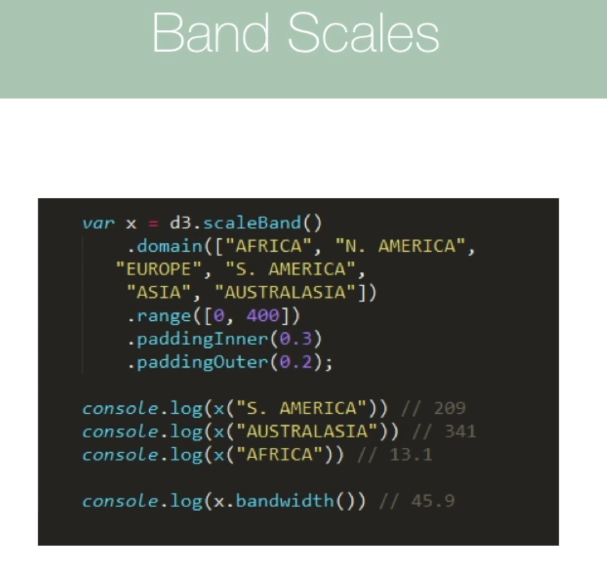 Band Scales
var x = d3.scaleBand()
.domain(["AFRICA", "N. AMERICA",
"EUROPE", "S. AMERICA",
"ASIA", "AUSTRALASIA"])
.range([0, 400])
.paddingInner(0.3)
.paddingOuter(0.2);
console.log(x("S. AMERICA")) // 209
console.log(x("AUSTRALASIA")) // 341
console.log(x("AFRICA")) // 13.1
console.log(x.bandwidth()) // 45.9